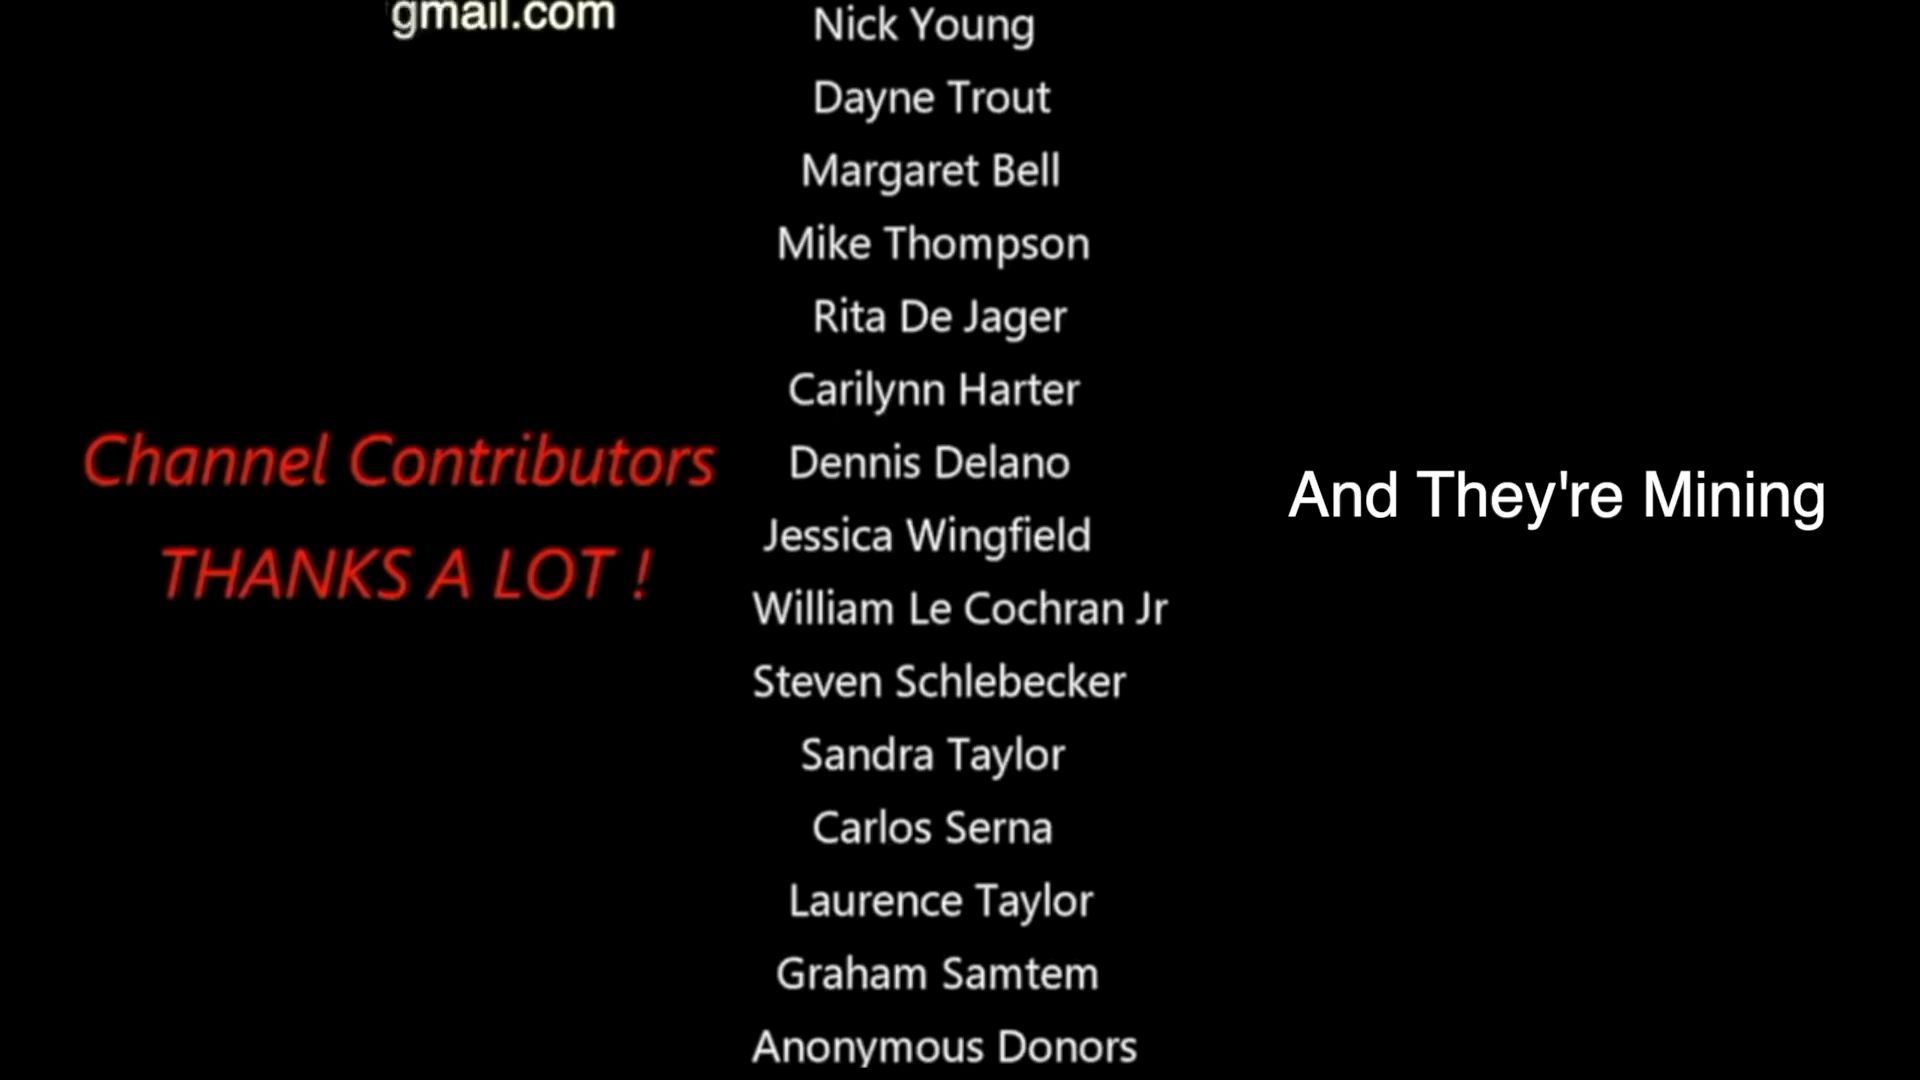 gmail.com
Channel Contributors
THANKS A LOT !
Nick Young
Dayne Trout
Margaret Bell
Mike Thompson
Rita De Jager
Carilynn Harter
Dennis Delano
Jessica Wingfield
William Le Cochran Jr
Steven Schlebecker
Sandra Taylor
Carlos Serna
Laurence Taylor
Graham Samtem
Anonymous Donors
And They're Mining